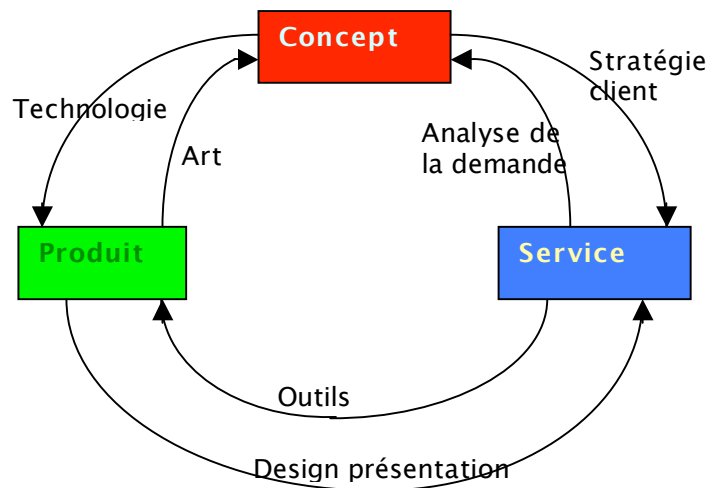 Concept
Stratégie
client
Technologie
Analyse de
la demande
Art
Produit
Service
Outils
Design présentation